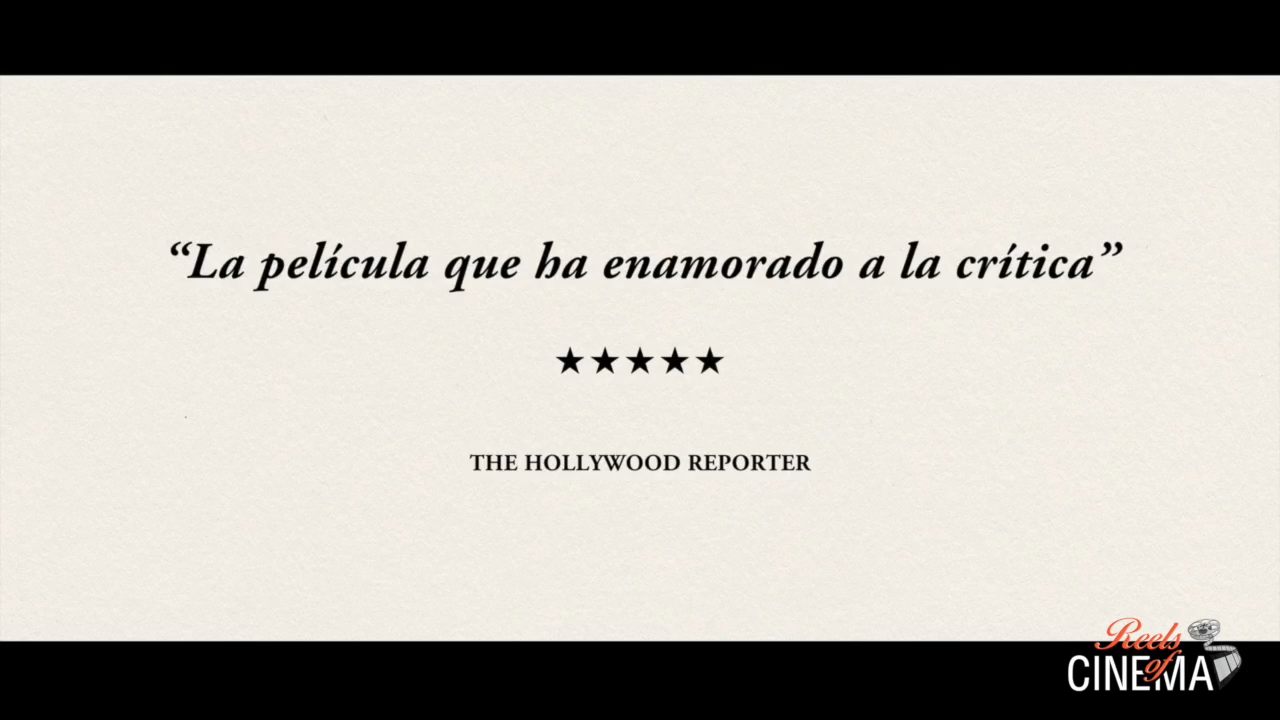 “La película que ha enamorado a la crítica”
★★★★★
THE HOLLYWOOD REPORTER
Reels
of
CINEMA